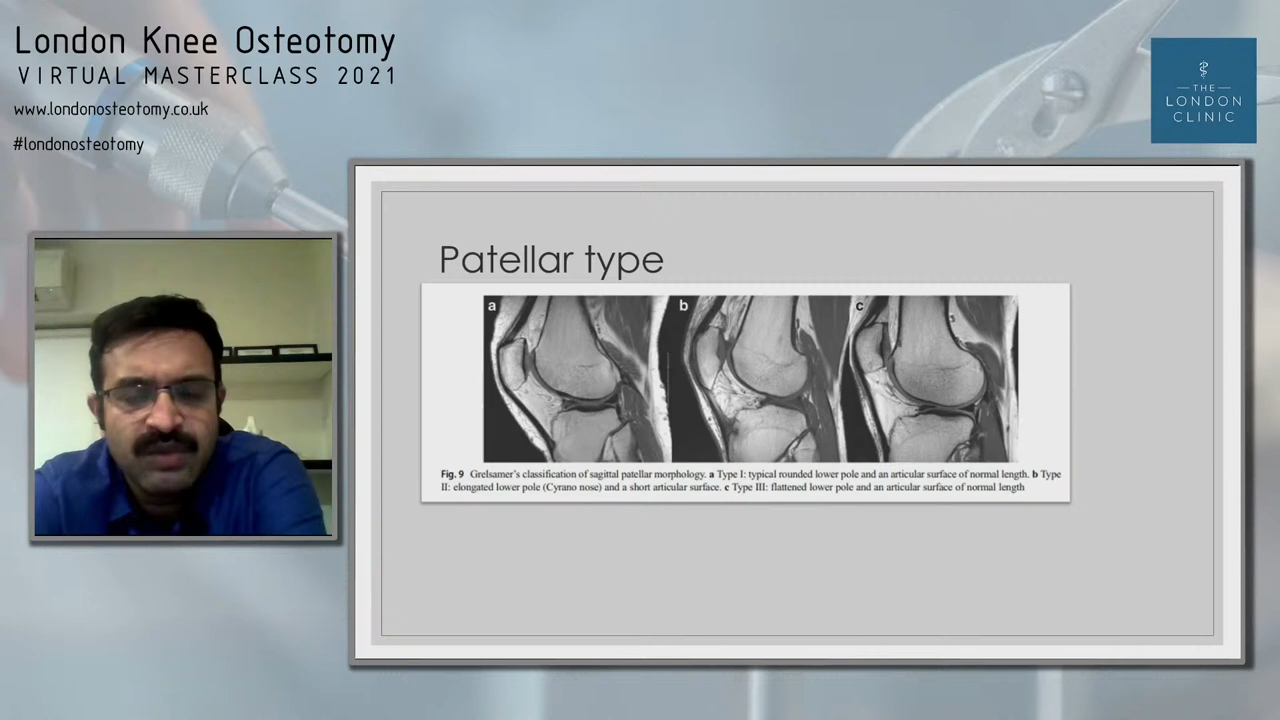 London Knee Osteotomy
VIRTUAL MASTERCLASS 2021
www.londonosteotomy.co.uk
#londonosteotomy
THE
LONDON
CLINIC
Patellar type
a
b
c
Fig. 9 Grelsamer's classification of sagittal patellar morphology. a Type I: typical rounded lower pole and an articular surface of normal length. b Type
II: elongated lower pole (Cyrano nose) and a short articular surface. c Type III: flattened lower pole and an articular surface of normal length